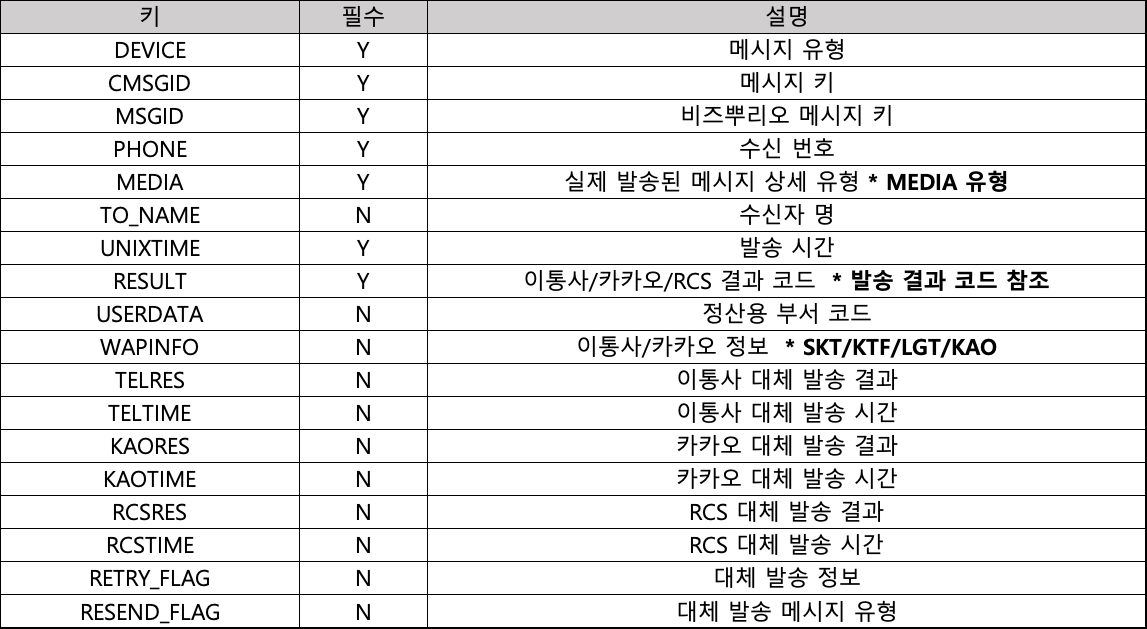 키 필수 설명
DEVICE Y 메시지 유형
CMSGID Y 메시지 키
MSGID Y 비즈뿌리오 메시지 키
PHONE Y 수신 번호
MEDIA Y 실제 발송된 메시지 상세 유형 * MEDIA 유형
TO_NAME N 수신자 명
UNIXTIME Y 발송 시간
RESULT Y 이통사/카카오/RCS 결과 코드 * 발송 결과 코드 참조
USERDATA N 정산용 부서 코드
WAPINFO N 이통사/카카오 정보 * SKT/KTF/LGT/KAO
TELRES N 이통사 대체 발송 결과
TELTIME N 이통사 대체 발송 시간
KAORES N 카카오 대체 발송 결과
KAOTIME N 카카오 대체 발송 시간
RCSRES N RCS 대체 발송 결과
RCSTIME N RCS 대체 발송 시간
RETRY_FLAG N 대체 발송 정보
RESEND_FLAG N 대체 발송 메시지 유형